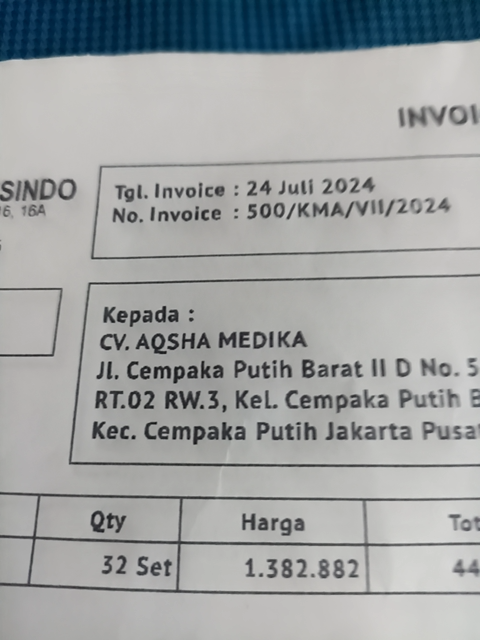 INVOI
SINDO
16, 16A
Tgl. Invoice : 24 Juli 2024
No. Invoice : 500/KMA/VII/2024
Kepada :
CV. AQSHA MEDIKA
Jl. Cempaka Putih Barat II D No. 5
RT.02 RW.3, Kel. Cempaka Putih B
Kec. Cempaka Putih Jakarta Pusat
Qty Harga Tot
32 Set 1.382.882 44